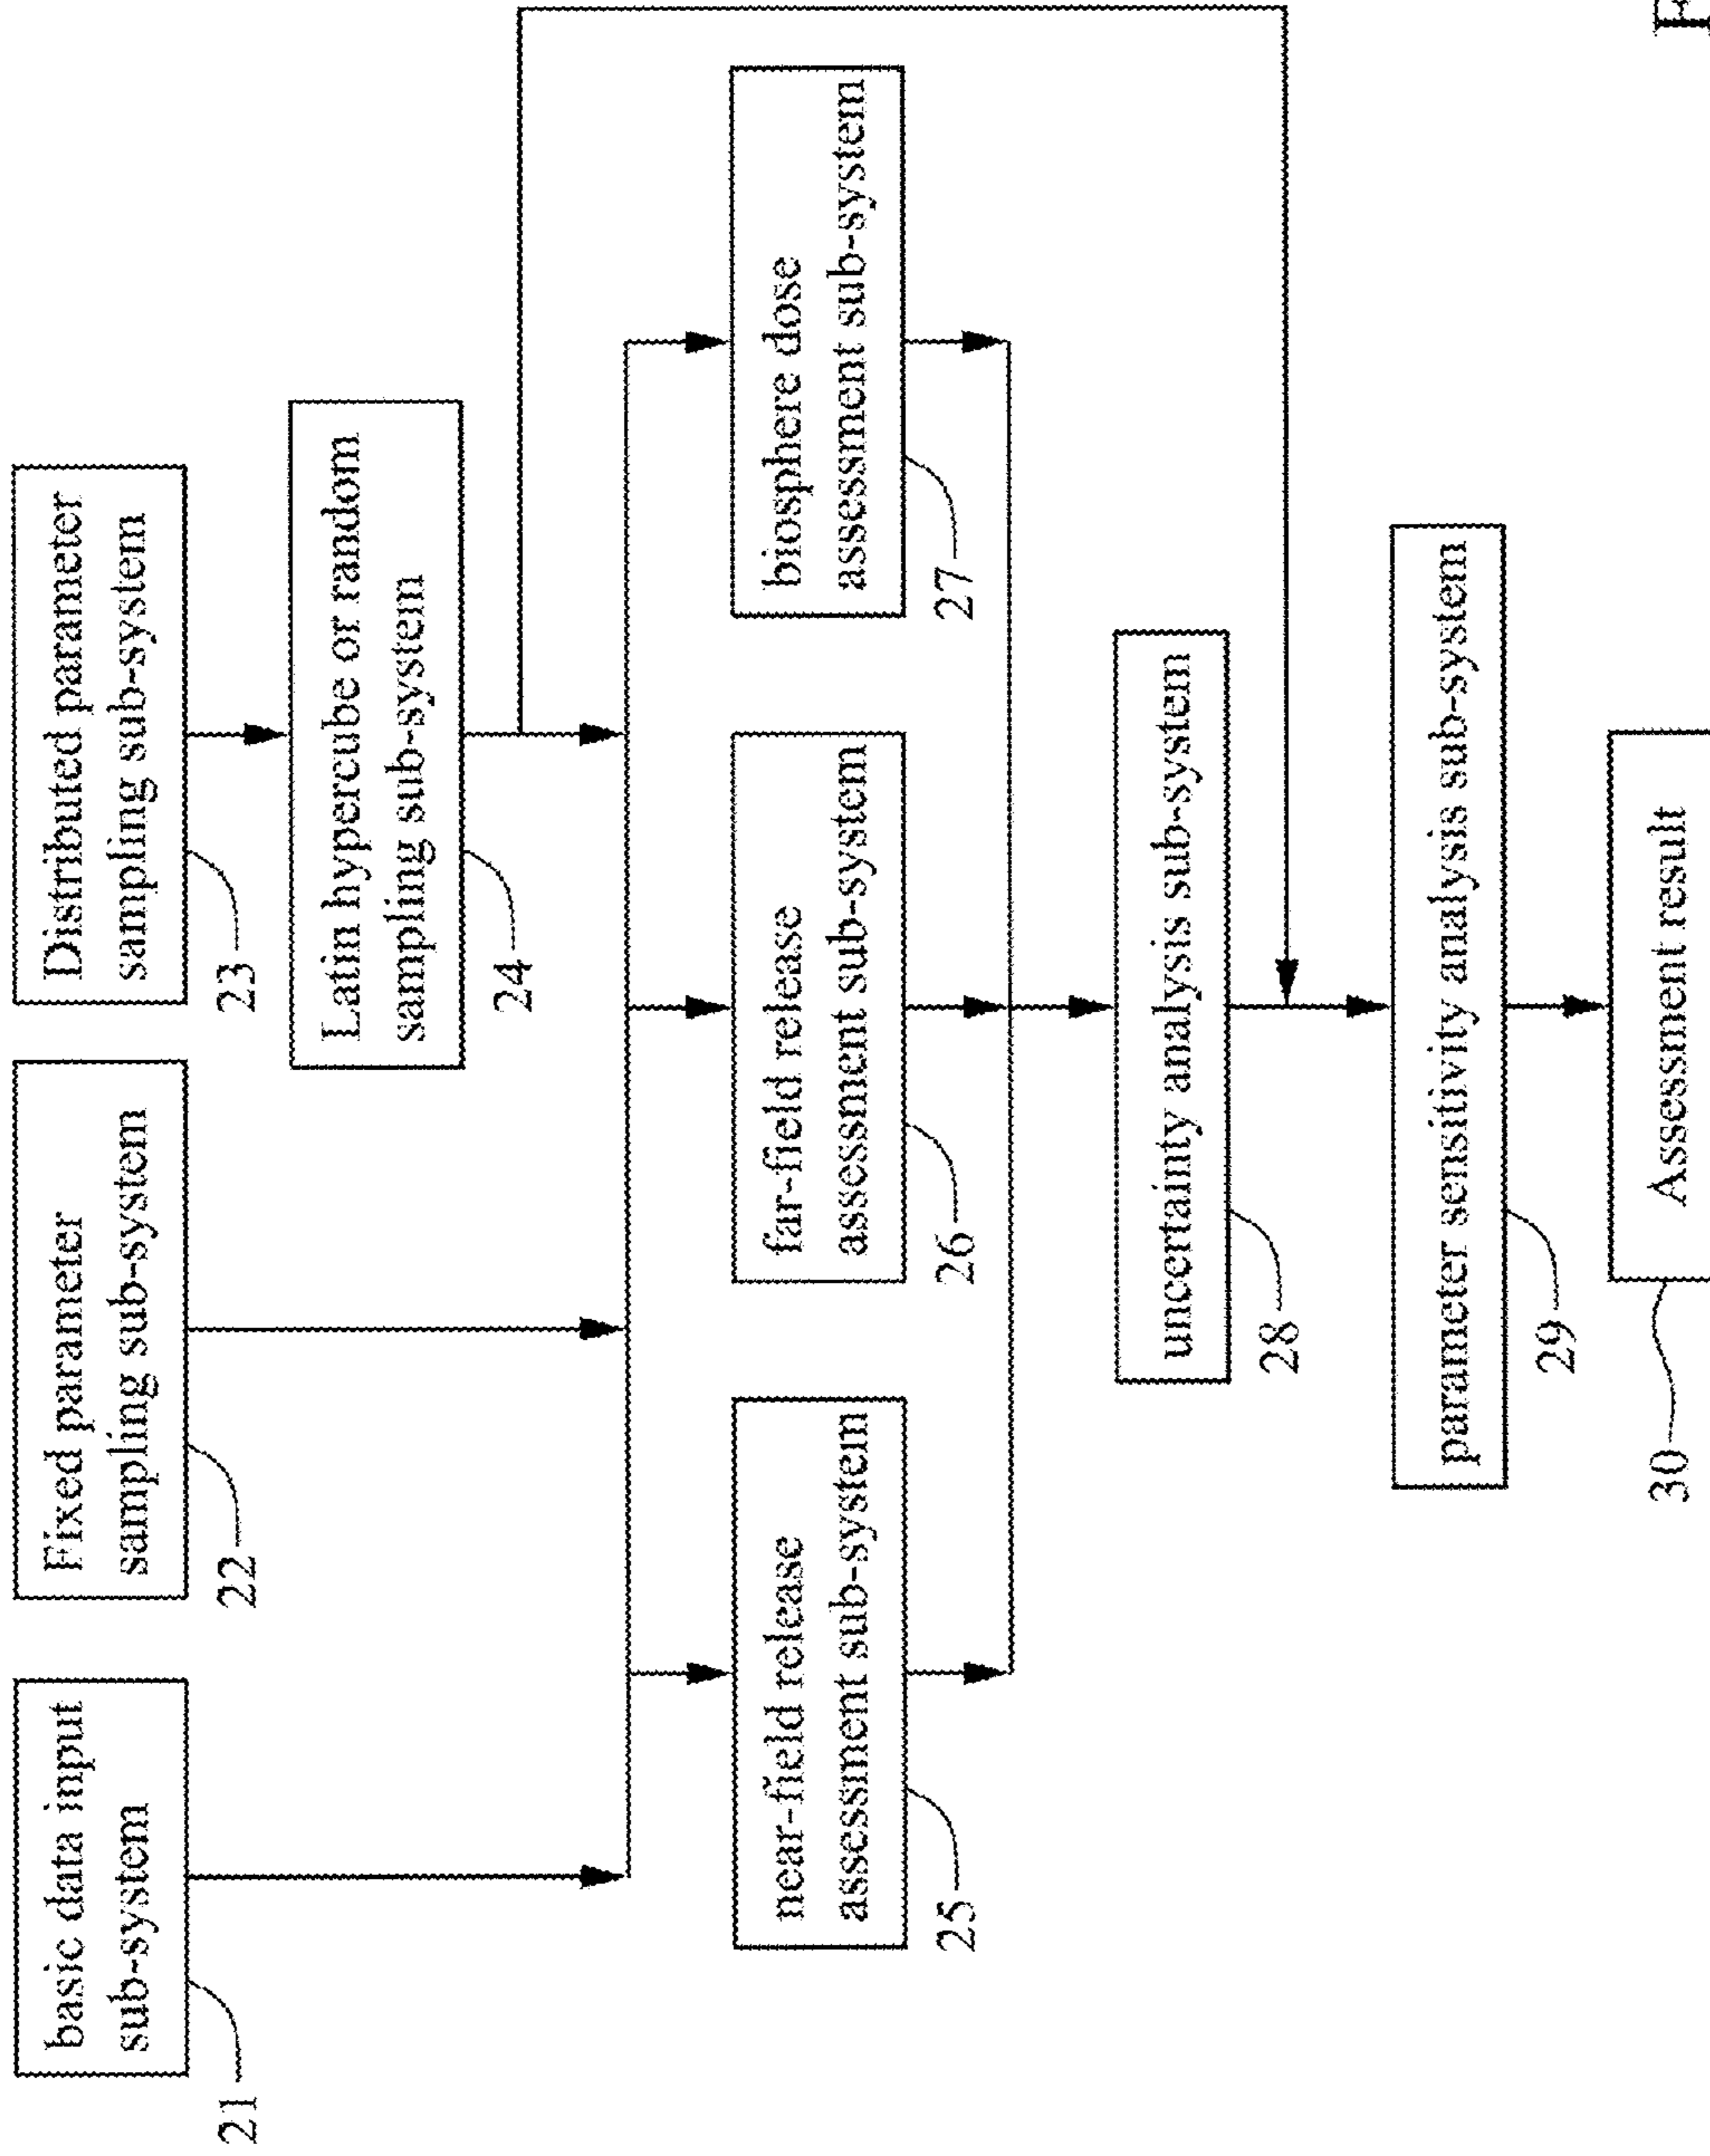 basic data input
sub-system
21
Fixed parameter
sampling sub-system
22
Distributed parameter
sampling sub-system
23
Latin hypercube or random
sampling sub-system
24
near-field release
assessment sub-system
25
far-field release
assessment sub-system
26
biosphere dose
assessment sub-system
27
uncertainty analysis sub-system
28
parameter sensitivity analysis sub-system
29
Assessment result
30